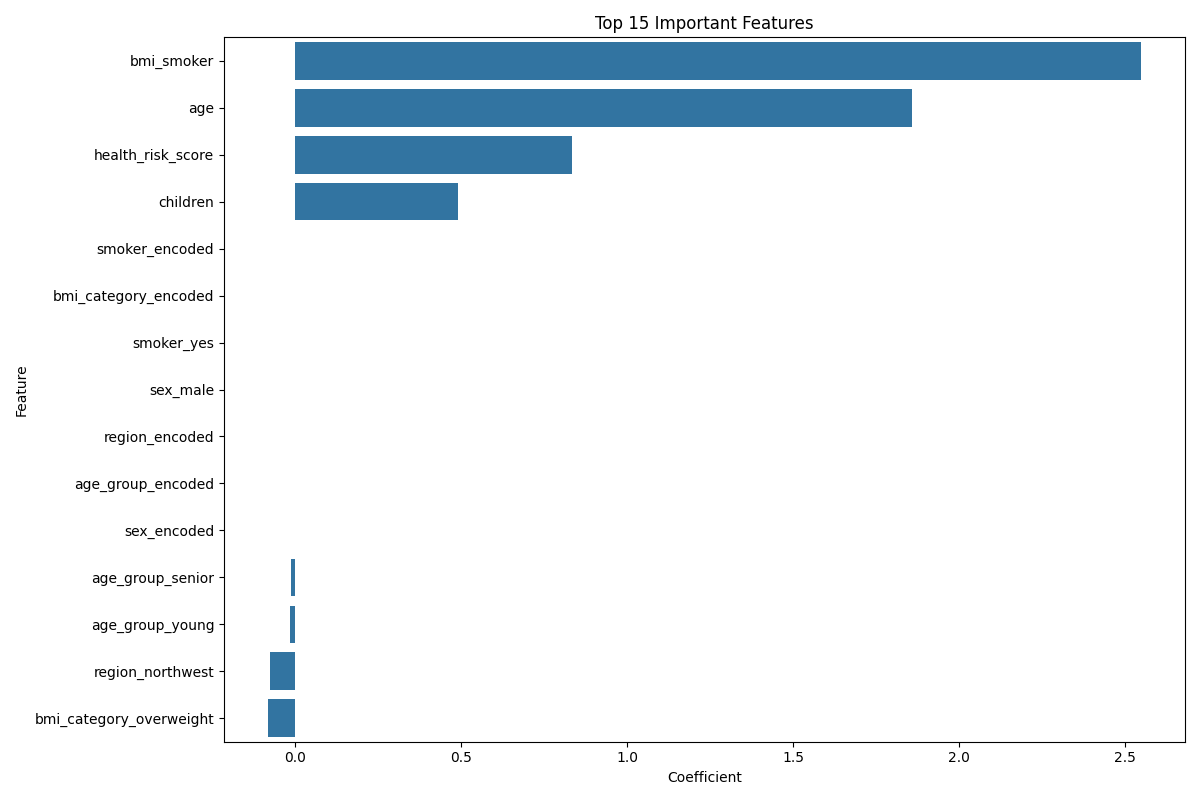 Top 15 Important Features
bmi_smoker
age
health_risk_score
children
smoker_encoded
bmi_category_encoded
smoker_yes
sex_male
region_encoded
age_group_encoded
sex_encoded
age_group_senior
age_group_young
region_northwest
bmi_category_overweight
Feature
0.0 0.5 1.0 1.5 2.0 2.5
Coefficient